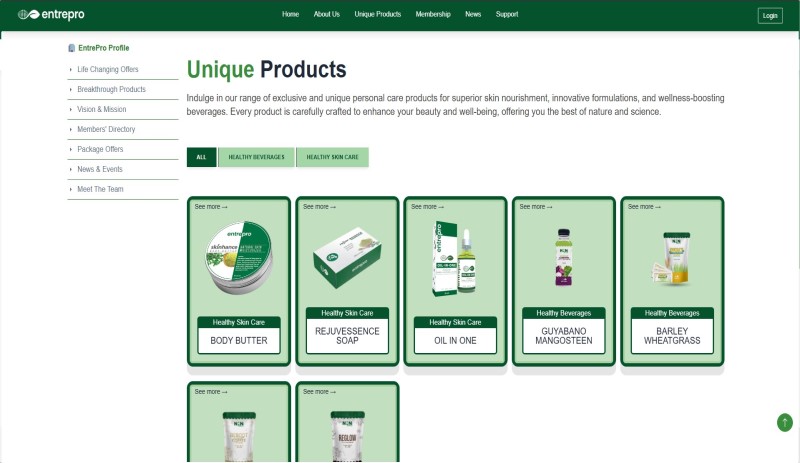 entrepro
Home About Us Unique Products Membership News Support
Login
EntrePro Profile
Life Changing Offers
Breakthrough Products
Vision & Mission
Members' Directory
Package Offers
News & Events
Meet The Team
Unique Products
Indulge in our range of exclusive and unique personal care products for superior skin nourishment, innovative formulations, and wellness-boosting
beverages. Every product is carefully crafted to enhance your beauty and well-being, offering you the best of nature and science.
ALL HEALTHY BEVERAGES HEALTHY SKIN CARE
See more → See more → See more → See more → See more →
entrepro
skinhance
entrepro
OIL IN ONE
Healthy Skin Care
BODY BUTTER
Healthy Skin Care
REJUVESSENCE
SOAP
Healthy Skin Care
OIL IN ONE
Healthy Beverages
GUYABANO
MANGOSTEEN
Healthy Beverages
BARLEY
WHEATGRASS
See more → See more →
REGLOW